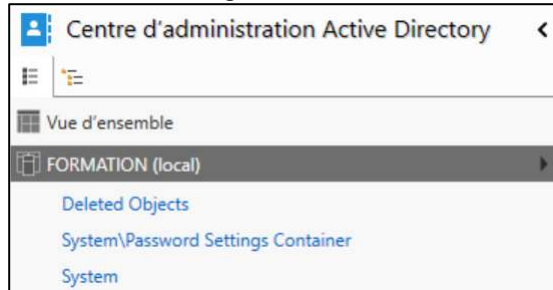 Centre d'administration Active Directory
Vue d'ensemble
FORMATION (local)
Deleted Objects
System\Password Settings Container
System